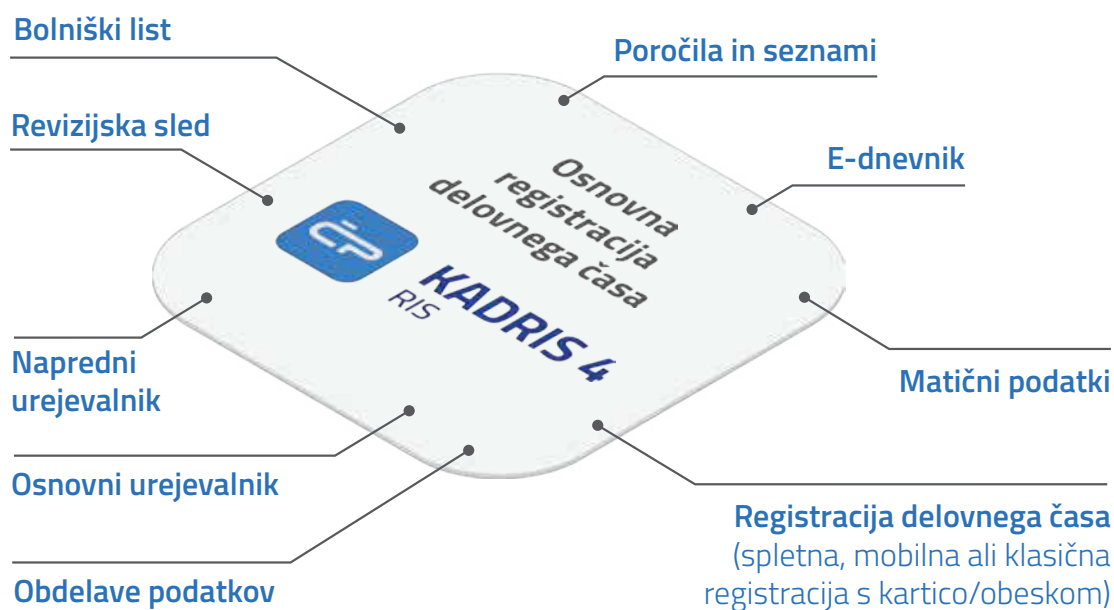 Bolniški list
Poročila in seznami
Revizijska sled
E-dnevnik
Osnovna
registracija
delovnega časa
ČP
KADRIS 4
RIS
Napredni
urejevalnik
Matični podatki
Osnovni urejevalnik
Registracija delovnega časa
(spletna, mobilna ali klasična
registracija s kartico/obeskom)
Obdelave podatkov